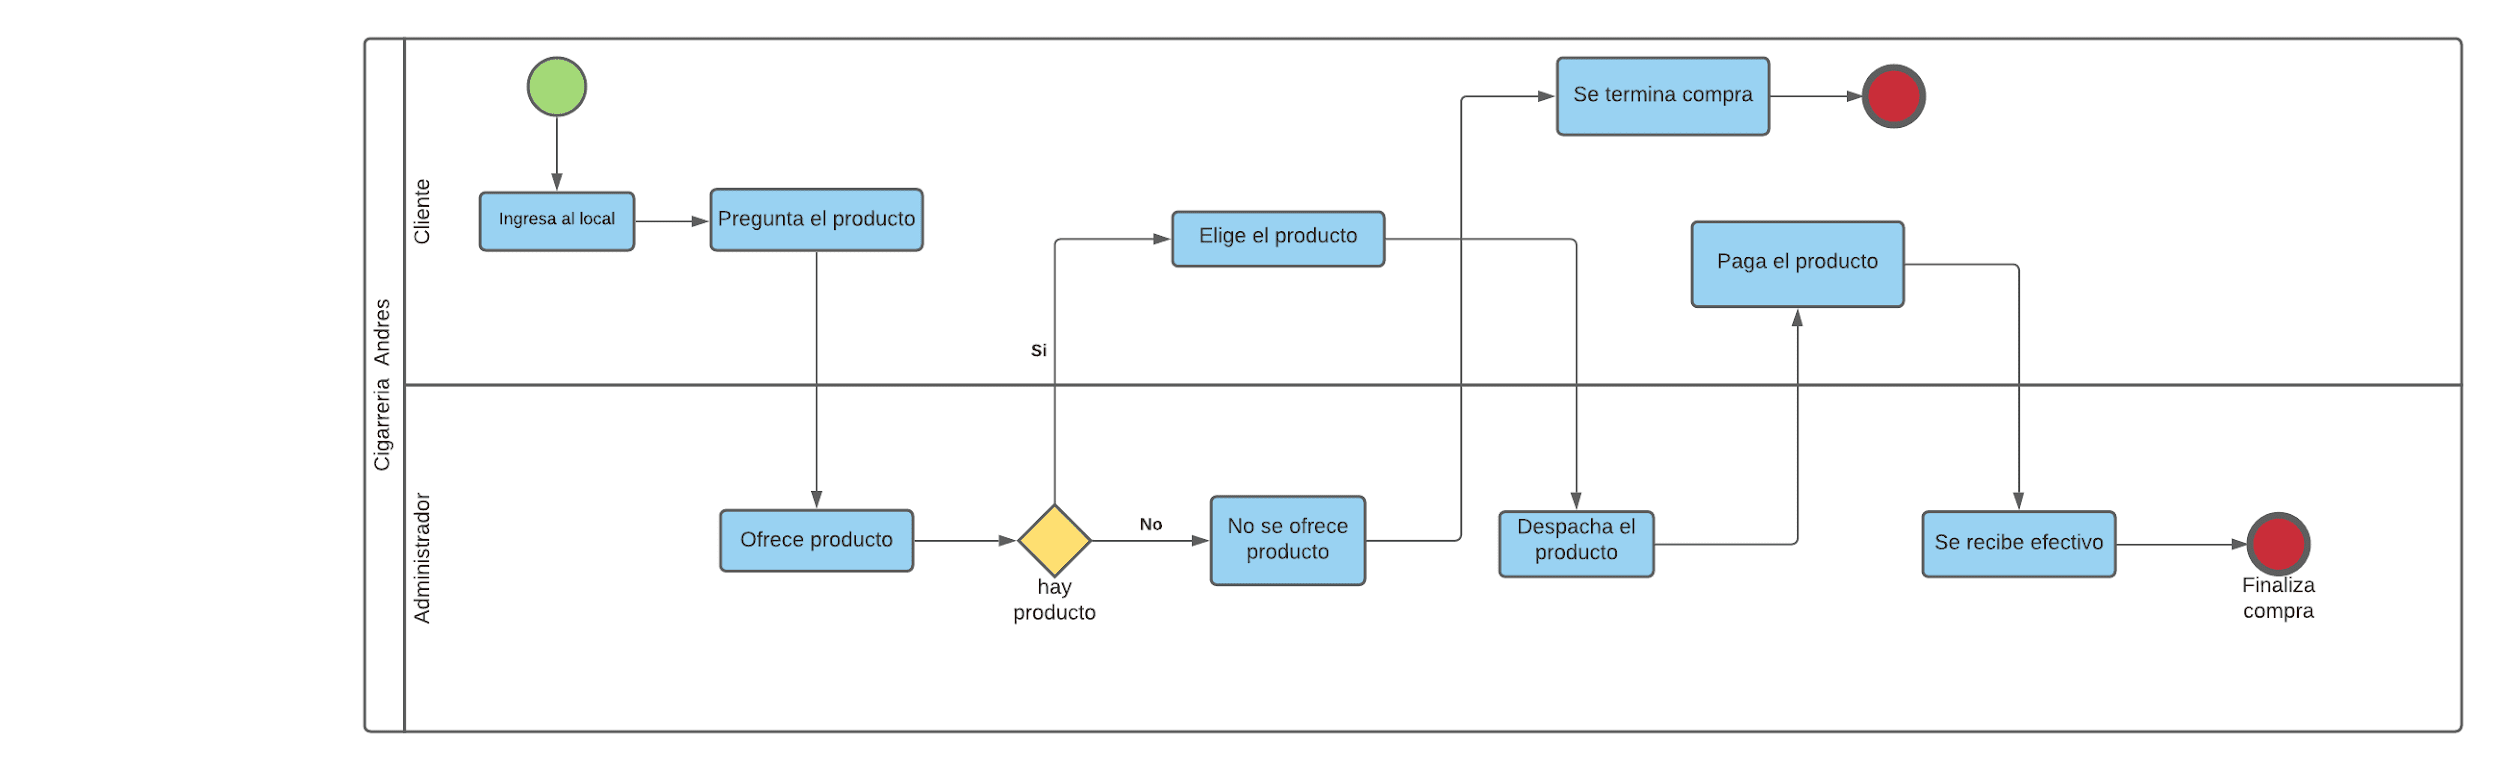 Cigarreria Andres
Cliente
Administrador
Ingresa al local
Pregunta el producto
Ofrece producto
hay
producto
Si
No
Elige el producto
No se ofrece
producto
Se termina compra
Despacha el
producto
Paga el producto
Se recibe efectivo
Finaliza
compra